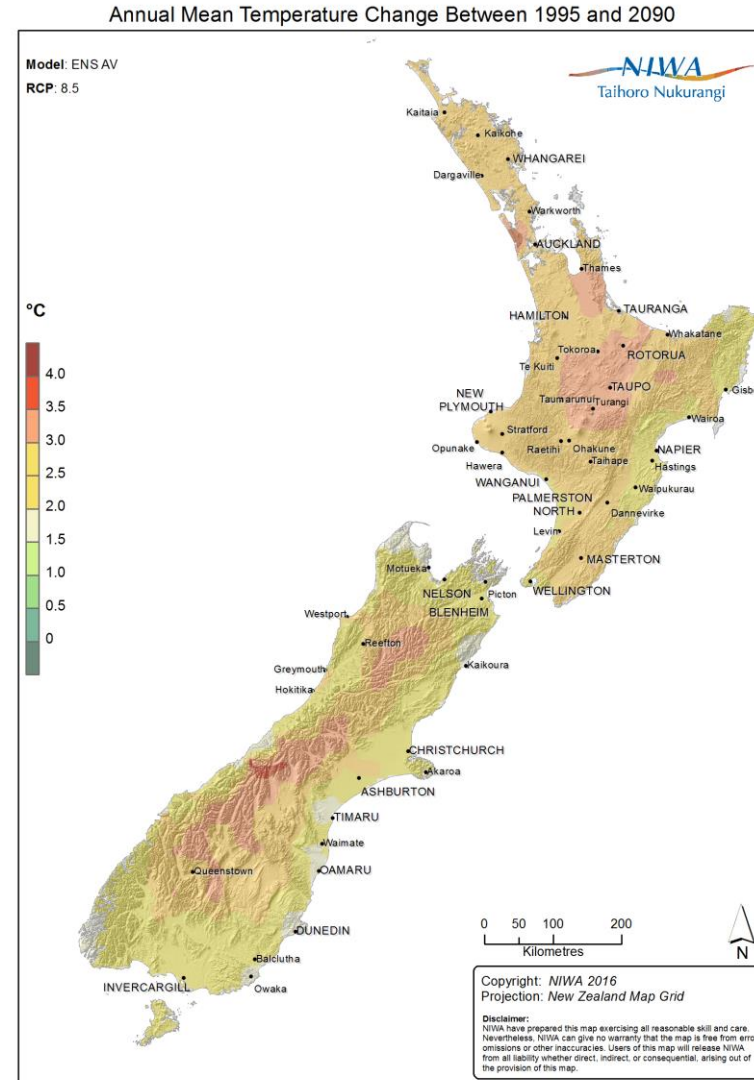 Annual Mean Temperature Change Between 1995 and 2090
Model: ENS AV
RCP: 8.5
NIWA
Taihoro Nukurangi
Kaitaia
Kaikohe
WHANGAREI
Dargaville
Warkworth
AUCKLAND
Thames
°C
TAURANGA
HAMILTON
Whakatane
Tokoroa
ROTORUA
Te Kuiti
4.0
TAUPO
Gisb
NEW
PLYMOUTH
Taumarunui
Turangi
3.5
Wairoa
Stratford
3.0
Opunake
Raetihi
Ohakune
NAPIER
Hawera
Taihape
Hastings
2.5
WANGANUI
Waipukurau
PALMERSTON
NORTH
Dannevirke
2.0
Levin
1.5
MASTERTON
Motueka
1.0
NELSON
Picton
WELLINGTON
BLENHEIM
0.5
Westport
0
Reefton
Kaikoura
Greymouth
Hokitika
CHRISTCHURCH
Akaroa
ASHBURTON
TIMARU
Waimate
Queenstown
OAMARU
DUNEDIN
0 50 100 200
Kilometres
N
Balclutha
INVERCARGILL
Owaka
Copyright: NIWA 2016
Projection: New Zealand Map Grid
Disclaimer:
NIWA have prepared this map exercising all reasonable skill and care.
Nevertheless, NIWA can give no warranty that the map is free from erro
omissions or other inaccuracies. Users of this map will release NIWA
from all liability whether direct, indirect, or consequential, arising out of
the provision of this map.